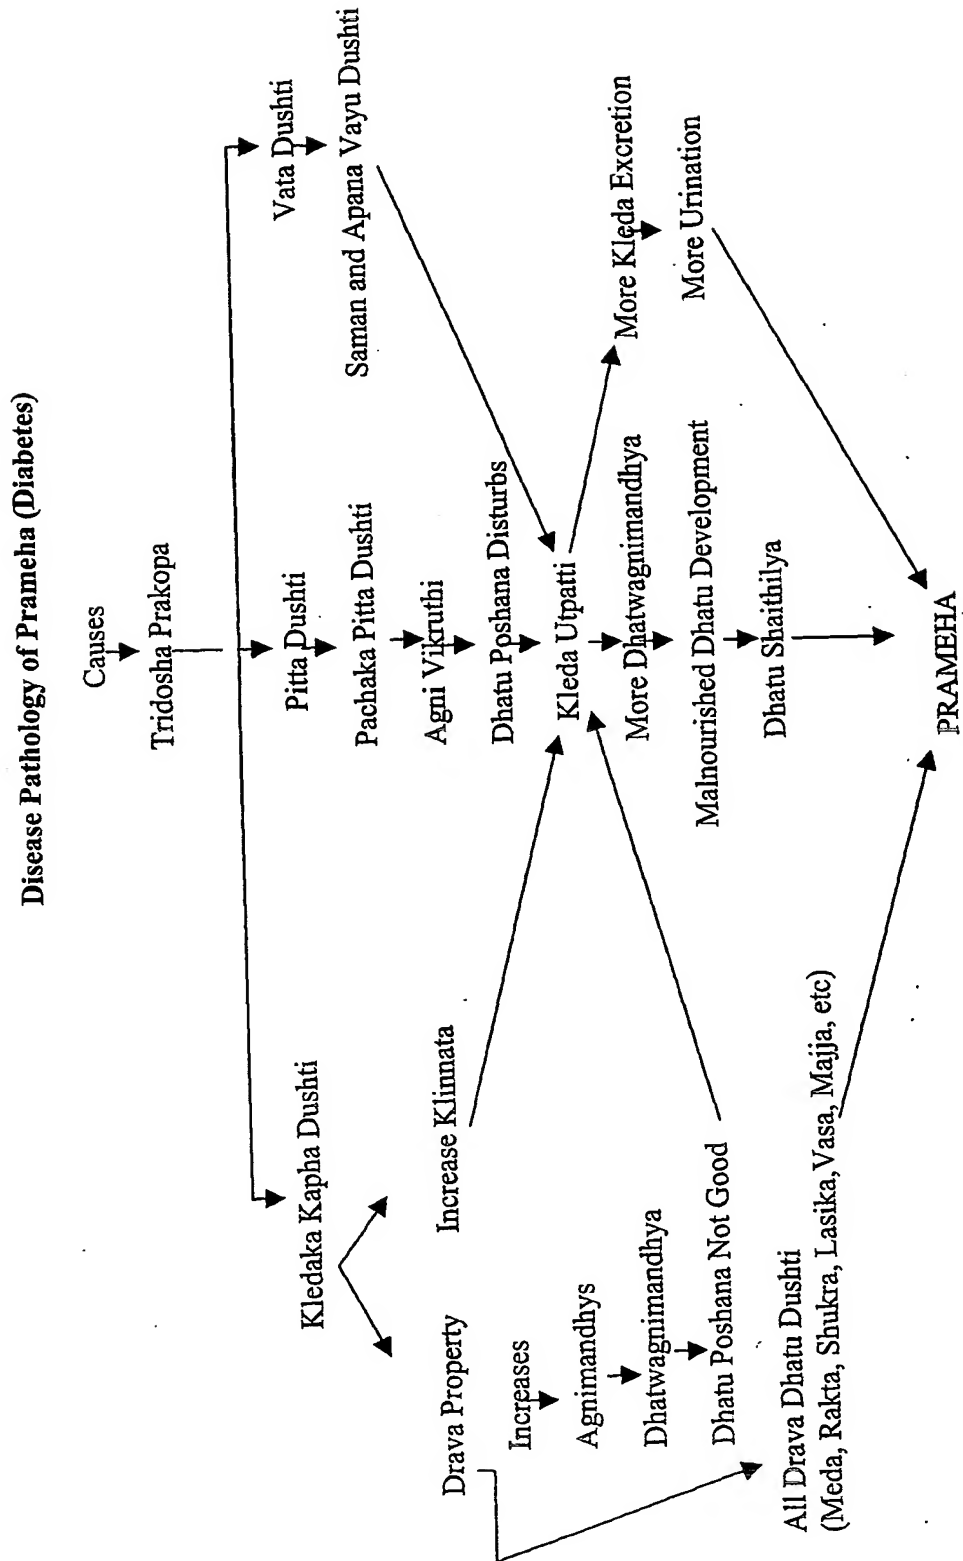 Disease Pathology of Prameha (Diabetes)
Causes
Tridosha Prakopa
Kledaka Kapha Dushti
Pitta Dushti
Vata Dushti
Pachaka Pitta Dushti
Saman and Apana Vayu Dushti
Drava Property
Increase Klinnata
Agni Vikruthi
Increases
Dhatu Poshana Disturbs
Agnimandhys
Kleda Utpatti
More Kleda Excretion
Dhatwagnimandhya
More Dhatwagnimandhya
More Urination
Dhatu Poshana Not Good
Malnourished Dhatu Development
Dhatu Shaithilya
All Drava Dhatu Dushti
(Meda, Rakta, Shukra, Lasika, Vasa, Majja, etc)
PRAMEHA